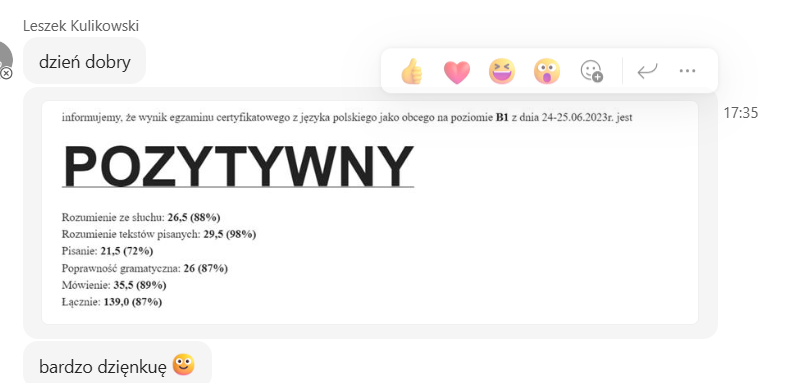 Leszek Kulikowski
dzień dobry
17:35
informujemy, że wynik egzaminu certyfikatowego z języka polskiego jako obcego na poziomie B1 z dnia 24-25.06.2023r. jest
POZYTYWNY
Rozumienie ze słuchu: 26,5 (88%)
Rozumienie tekstów pisanych: 29,5 (98%)
Pisanie: 21,5 (72%)
Poprawność gramatyczna: 26 (87%)
Mówienie: 35,5 (89%)
Łącznie: 139,0 (87%)
bardzo dzięnkuę